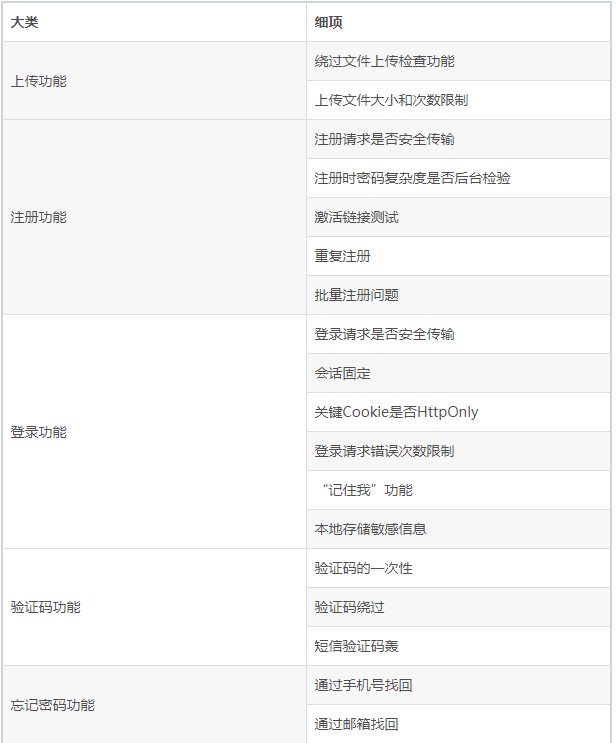 大类 细项
上传功能
绕过文件上传检查功能
上传文件大小和次数限制
注册功能
注册请求是否安全传输
注册时密码复杂度是否后台检验
激活链接测试
重复注册
批量注册问题
登录功能
登录请求是否安全传输
会话固定
关键Cookie是否HttpOnly
登录请求错误次数限制
“记住我”功能
本地存储敏感信息
验证码功能
验证码的一次性
验证码绕过
短信验证码轰
忘记密码功能
通过手机号找回
通过邮箱找回